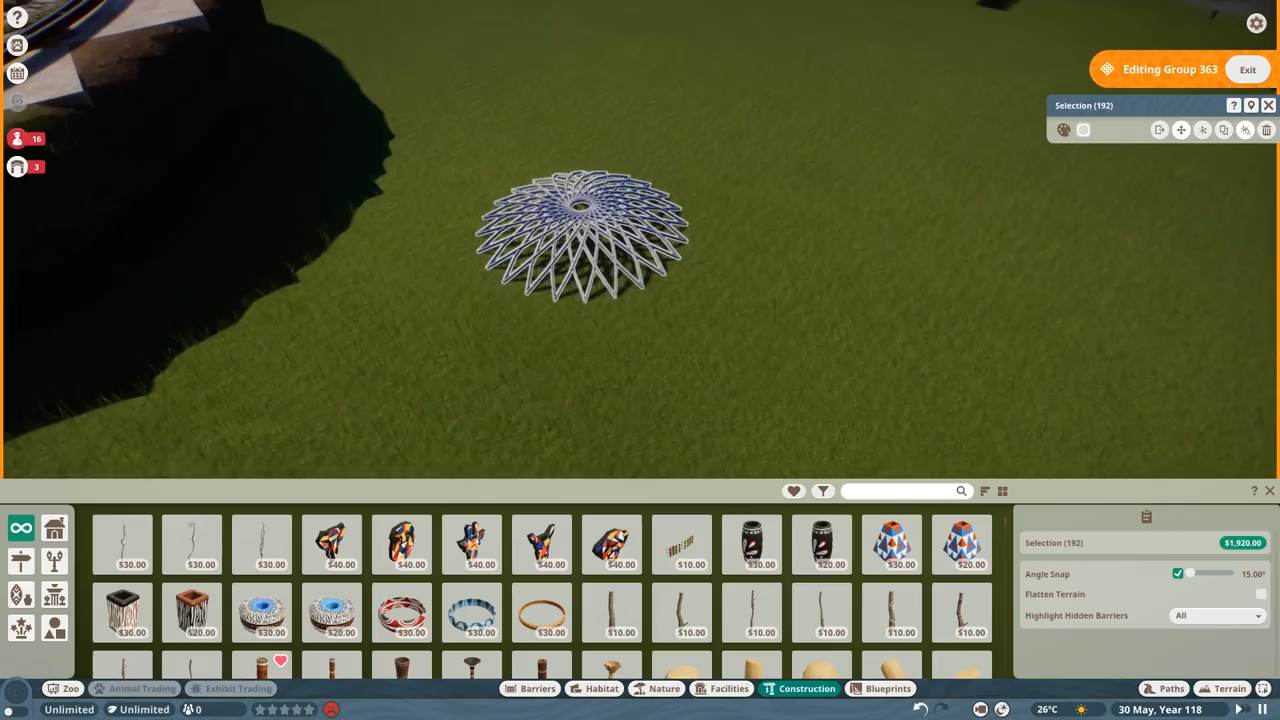 ?
Editing Group 363
Exit
Selection (192)
?
16
3
?
Selection (192)
$1,920.00
Angle Snap
15.00°
Flatten Terrain
Highlight Hidden Barriers
All
$30.00 $30.00 $30.00 $40.00 $40.00 $40.00 $40.00 $40.00 $10.00 $30.00 $20.00 $30.00 $20.00
$30.00 $20.00 $30.00 $20.00 $30.00 $30.00 $30.00 $10.00 $10.00 $10.00 $10.00 $10.00 $10.00
Zoo Animal Trading Exhibit Trading Barriers Habitat Nature Facilities Construction Blueprints Paths Terrain
Unlimited Unlimited 0 26°C 30 May, Year 118